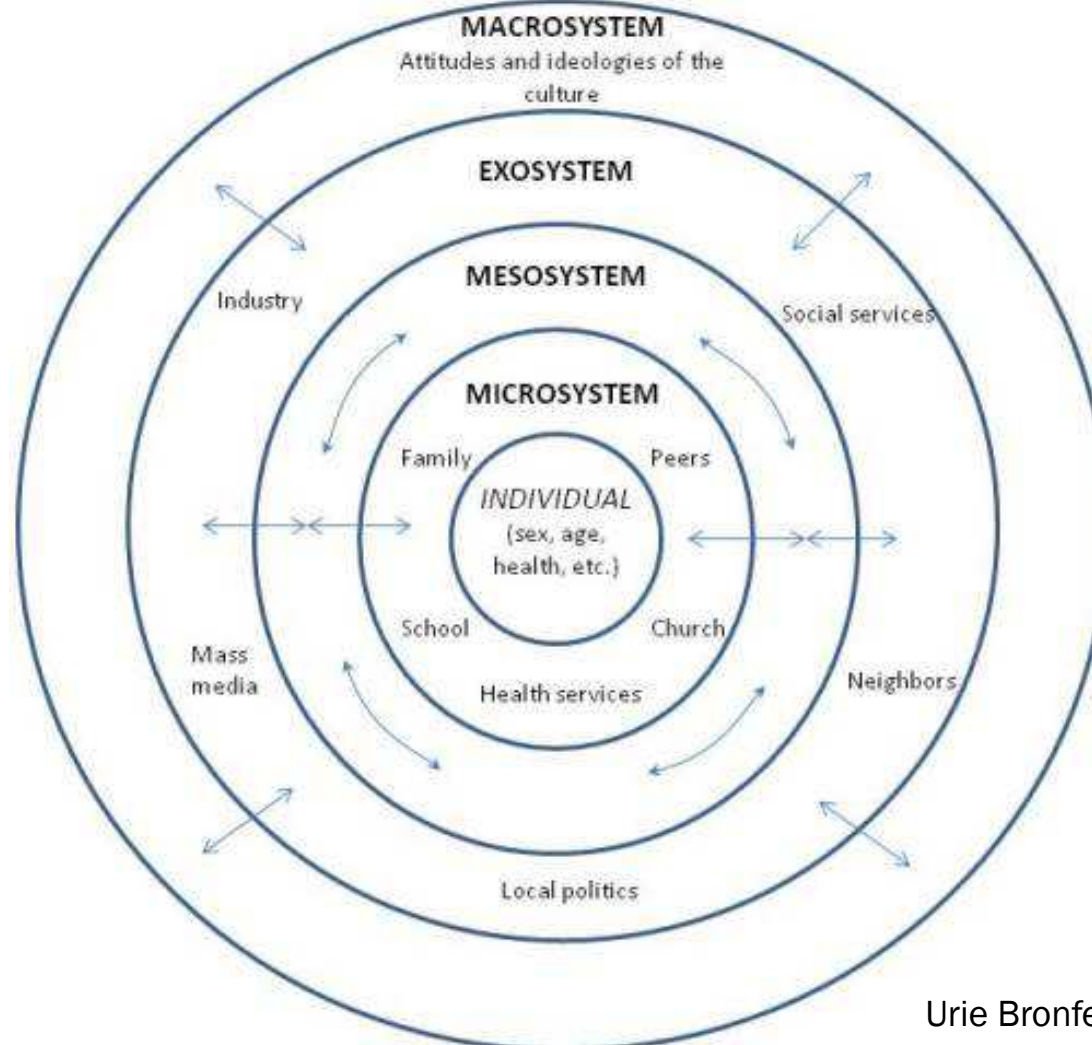 MACROSYSTEM
Attitudes and ideologies of the
culture
EXOSYSTEM
MESOSYSTEM
Industry
Social services
MICROSYSTEM
Family
Peers
INDIVIDUAL
(sex, age,
health, etc.)
School
Church
Mass
media
Health services
Neighbors
Local politics
Urie Bronfe